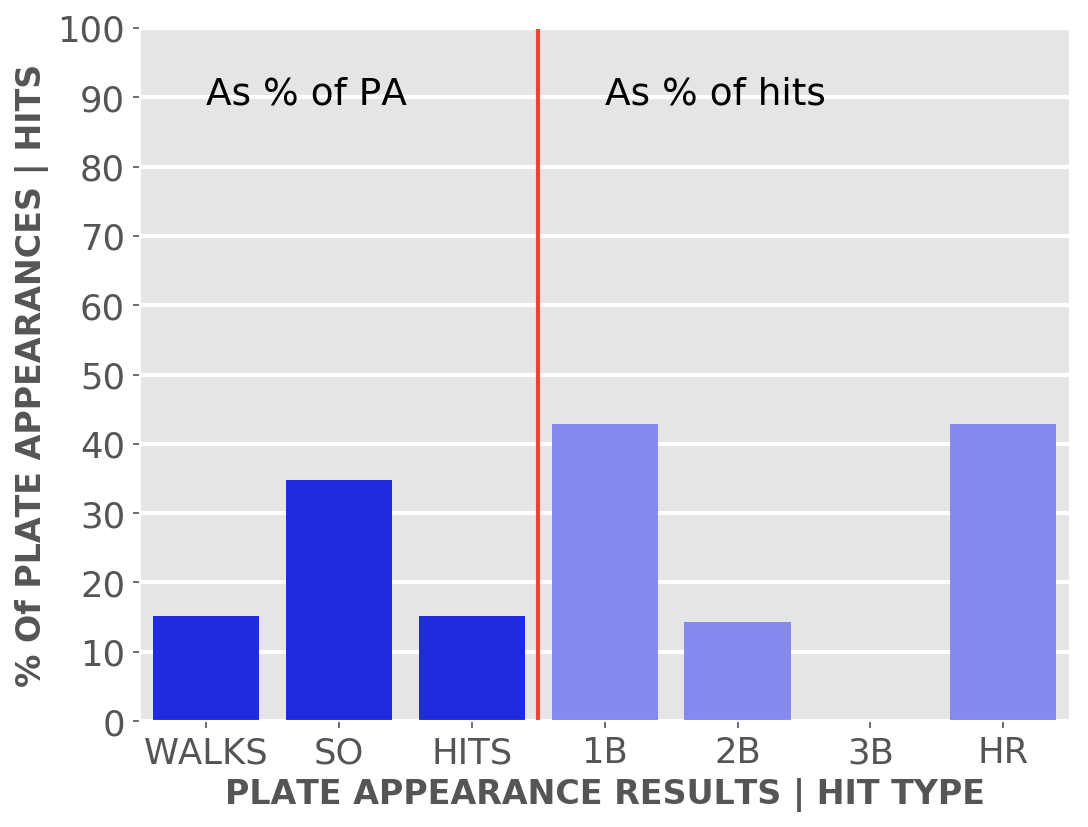 100
90
80
70
60
50
40
30
20
10
0
% Of PLATE APPEARANCES | HITS
As % of PA
As % of hits
WALKS SO HITS 1B 2B 3B HR
PLATE APPEARANCE RESULTS | HIT TYPE